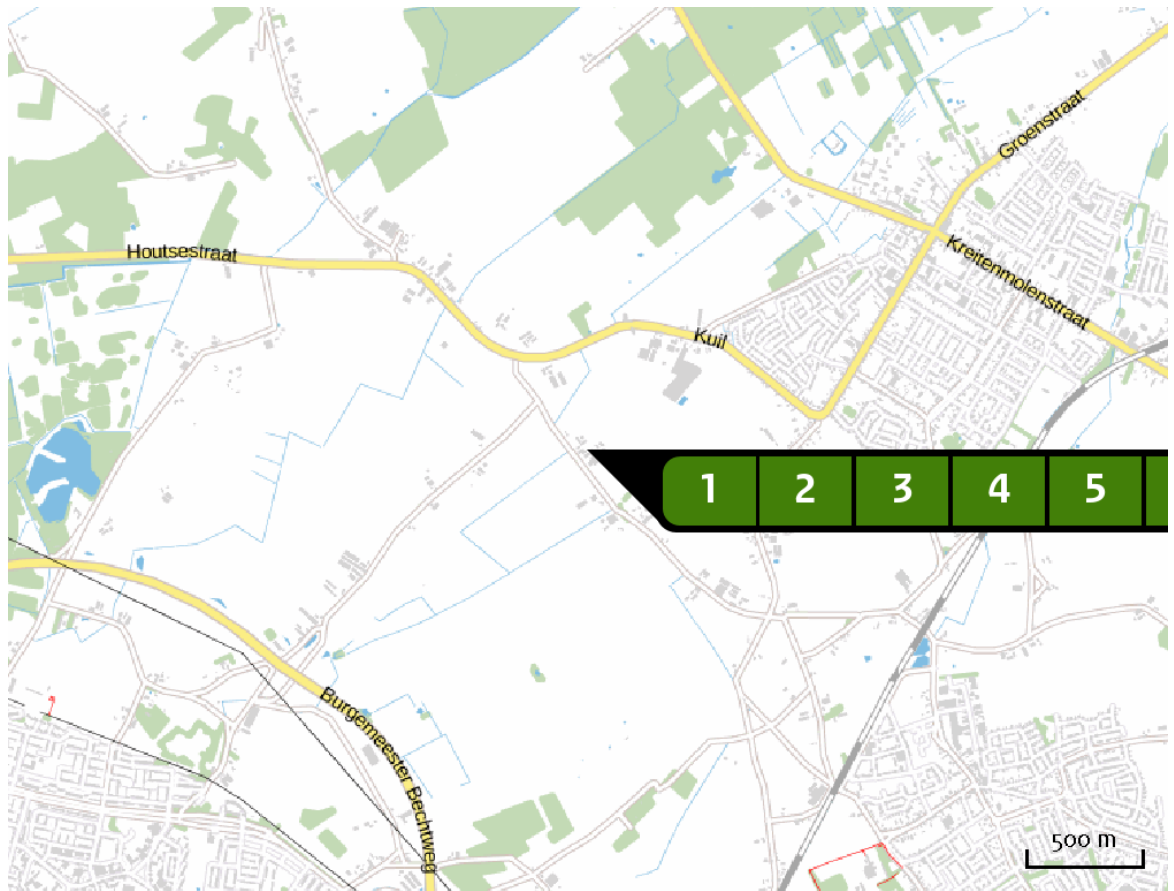 Groenstraat
Houtsestraat
Kreitenmolenstraat
Kuil
1 2 3 4 5
Burgemeester Bechtweg
500 m